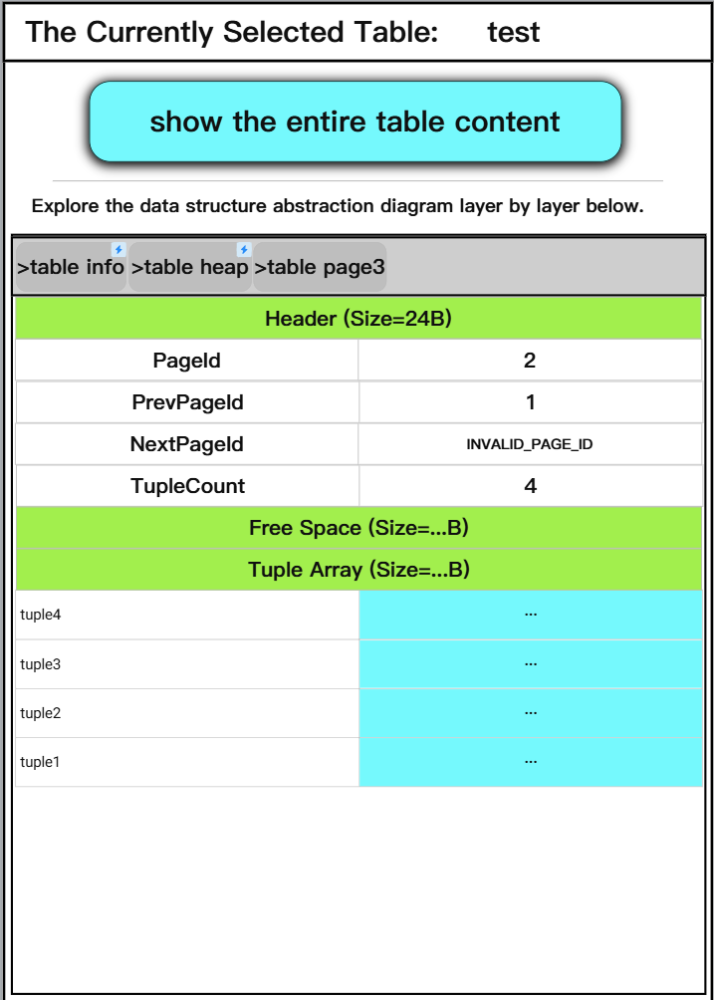 The Currently Selected Table: test
show the entire table content
Explore the data structure abstraction diagram layer by layer below.
>table info >table heap >table page3
Header (Size=24B)
PageId 2
PrevPageId 1
NextPageId INVALID_PAGE_ID
TupleCount 4
Free Space (Size=...B)
Tuple Array (Size=...B)
tuple4 ...
tuple3 ...
tuple2 ...
tuple1 ...